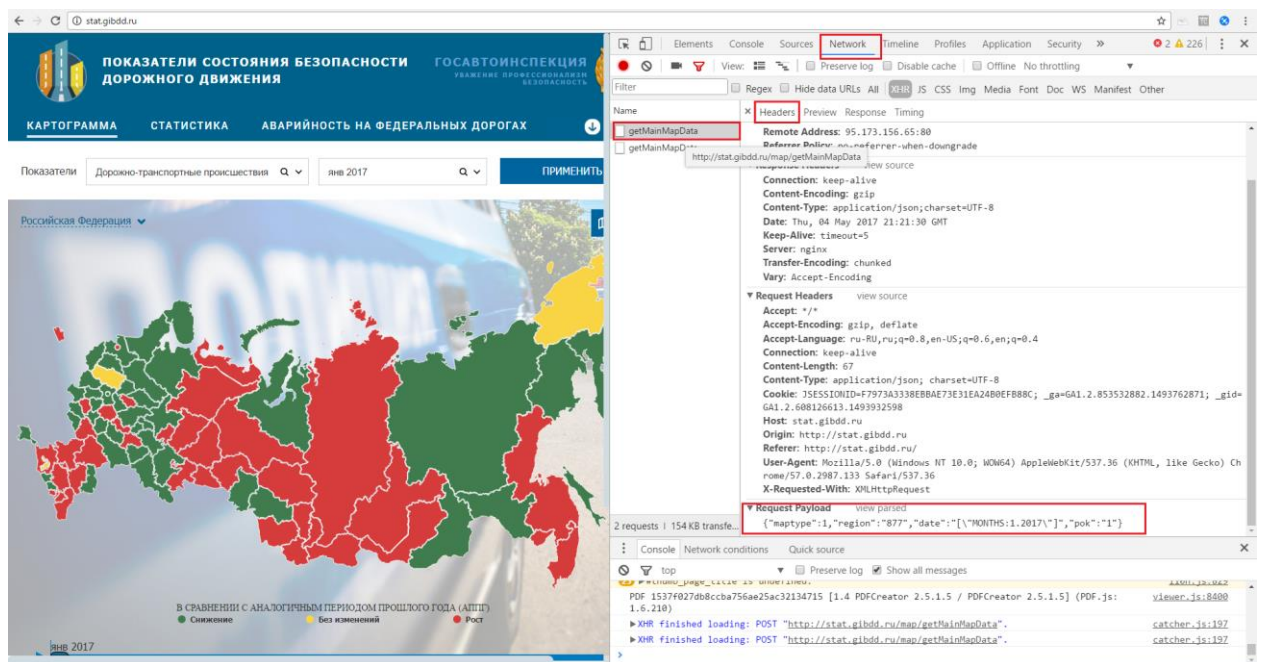 stat.gibdd.ru
ПОКАЗАТЕЛИ СОСТОЯНИЯ БЕЗОПАСНОСТИ
ДОРОЖНОГО ДВИЖЕНИЯ
ГОСАВТОИНСПЕКЦИЯ
УВАЖЕНИЕ ПРОФЕССИОНАЛИЗМ
БЕЗОПАСНОСТЬ
КАРТОГРАММА СТАТИСТИКА АВАРИЙНОСТЬ НА ФЕДЕРАЛЬНЫХ ДОРОГАХ
Показатели Дорожно-транспортные происшествия янв 2017 ПРИМЕНИТЬ
Российская Федерация
В СРАВНЕНИИ С АНАЛОГИЧНЫМ ПЕРИОДОМ ПРОШЛОГО ГОДА (АППГ)
Снижение Без изменений Рост
янв 2017
Elements Console Sources Network Timeline Profiles Application Security » 2 226
View: Preserve log Disable cache Offline No throttling
Filter Regex Hide data URLs All XHR JS CSS Img Media Font Doc WS Manifest Other
Name
getMainMapData
getMainMapData
http://stat.gibdd.ru/map/getMainMapData
2 requests | 154 KB transfe...
× Headers Preview Response Timing
Remote Address: 95.173.156.65:80
Referrer Policy: no-referrer-when-downgrade
Response Headers view source
Connection: keep-alive
Content-Encoding: gzip
Content-Type: application/json;charset=UTF-8
Date: Thu, 04 May 2017 21:21:30 GMT
Keep-Alive: timeout=5
Server: nginx
Transfer-Encoding: chunked
Vary: Accept-Encoding
▼ Request Headers view source
Accept: */*
Accept-Encoding: gzip, deflate
Accept-Language: ru-RU,ru;q=0.8,en-US;q=0.6,en;q=0.4
Connection: keep-alive
Content-Length: 67
Content-Type: application/json; charset=UTF-8
Cookie: JSESSIONID=F7973A3338EBBAE73E31EA24B0EFB88C; _ga=GA1.2.853532882.1493762871; _gid=
GA1.2.608126613.1493932598
Host: stat.gibdd.ru
Origin: http://stat.gibdd.ru
Referer: http://stat.gibdd.ru/
User-Agent: Mozilla/5.0 (Windows NT 10.0; WOW64) AppleWebKit/537.36 (KHTML, like Gecko) Ch
rome/57.0.2987.133 Safari/537.36
X-Requested-With: XMLHttpRequest
▼ Request Payload view parsed
{"maptype":1,"region":"877","date":"[\"MONTHS:1.2017\"]","pok":"1"}
Console Network conditions Quick source
top Preserve log Show all messages
#thumb_page_title is undefined.
PDF 1537f027db8ccba756ae25ac32134715 [1.4 PDFCreator 2.5.1.5 / PDFCreator 2.5.1.5] (PDF.js: viewer.js:8400
1.6.210)
▶XHR finished loading: POST "http://stat.gibdd.ru/map/getMainMapData". catcher.js:197
▶XHR finished loading: POST "http://stat.gibdd.ru/map/getMainMapData". catcher.js:197